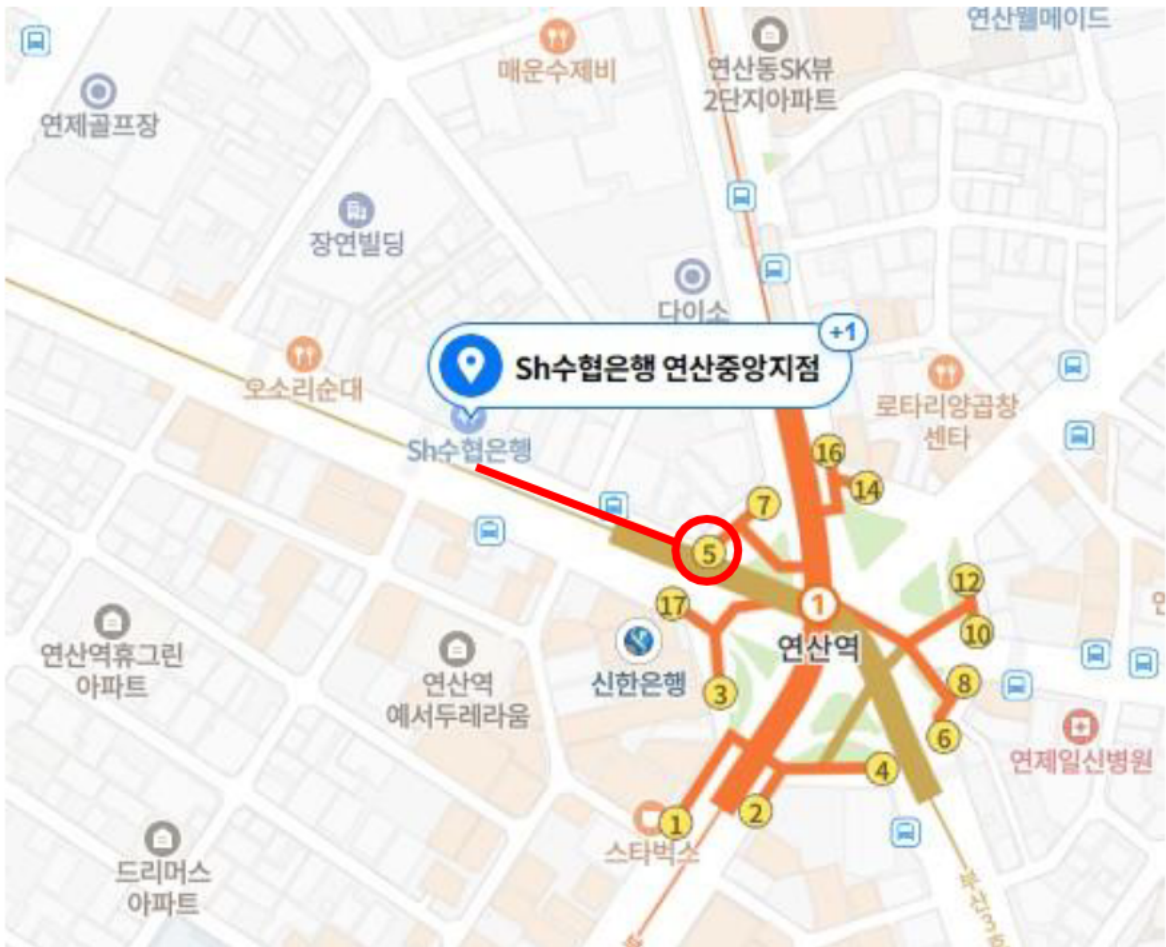 연산웰메이드
매운수제비
연산동SK뷰
2단지아파트
연제골프장
장연빌딩
다이소
+1
Sh수협은행 연산중앙지점
오소리순대
로타리양곱창
센타
Sh수협은행
16
14
7
5
12
17
1
10
연산역
연산역휴그린
아파트
연산역
예서두레라움
신한은행
3
8
6
연제일신병원
4
2
1
스타벅스
드리머스
아파트